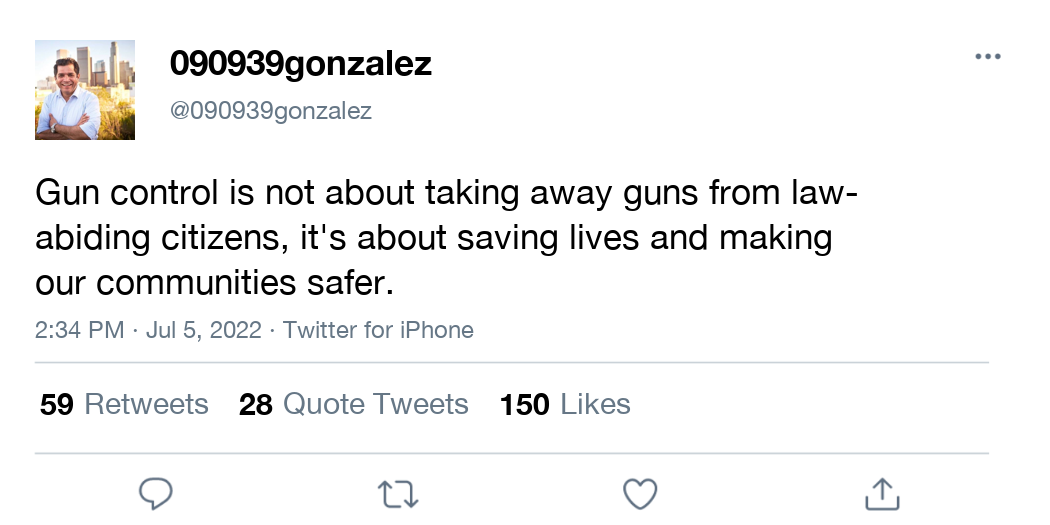 090939gonzalez
@090939gonzalez
Gun control is not about taking away guns from law-
abiding citizens, it's about saving lives and making
our communities safer.
2:34 PM · Jul 5, 2022 · Twitter for iPhone
59 Retweets 28 Quote Tweets 150 Likes